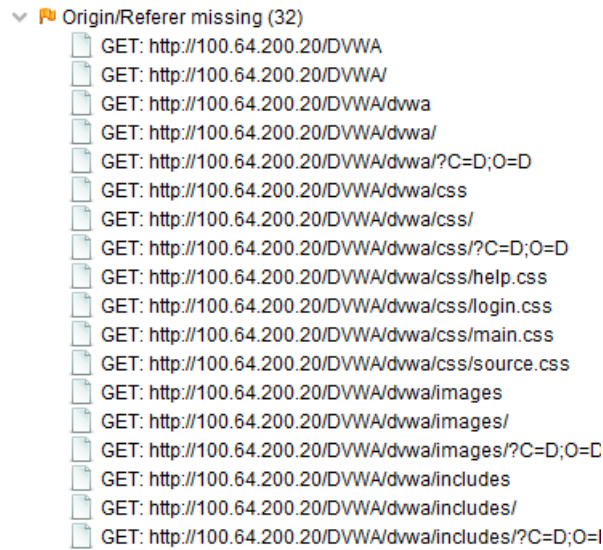 Origin/Referer missing (32)
GET: http://100.64.200.20/DVWA
GET: http://100.64.200.20/DVWA/
GET: http://100.64.200.20/DVWA/dvwa
GET: http://100.64.200.20/DVWA/dvwa/
GET: http://100.64.200.20/DVWA/dvwa/?C=D;O=D
GET: http://100.64.200.20/DVWA/dvwa/css
GET: http://100.64.200.20/DVWA/dvwa/css/
GET: http://100.64.200.20/DVWA/dvwa/css/?C=D;O=D
GET: http://100.64.200.20/DVWA/dvwa/css/help.css
GET: http://100.64.200.20/DVWA/dvwa/css/login.css
GET: http://100.64.200.20/DVWA/dvwa/css/main.css
GET: http://100.64.200.20/DVWA/dvwa/css/source.css
GET: http://100.64.200.20/DVWA/dvwa/images
GET: http://100.64.200.20/DVWA/dvwa/images/
GET: http://100.64.200.20/DVWA/dvwa/images/?C=D;O=D
GET: http://100.64.200.20/DVWA/dvwa/includes
GET: http://100.64.200.20/DVWA/dvwa/includes/
GET: http://100.64.200.20/DVWA/dvwa/includes/?C=D;O=